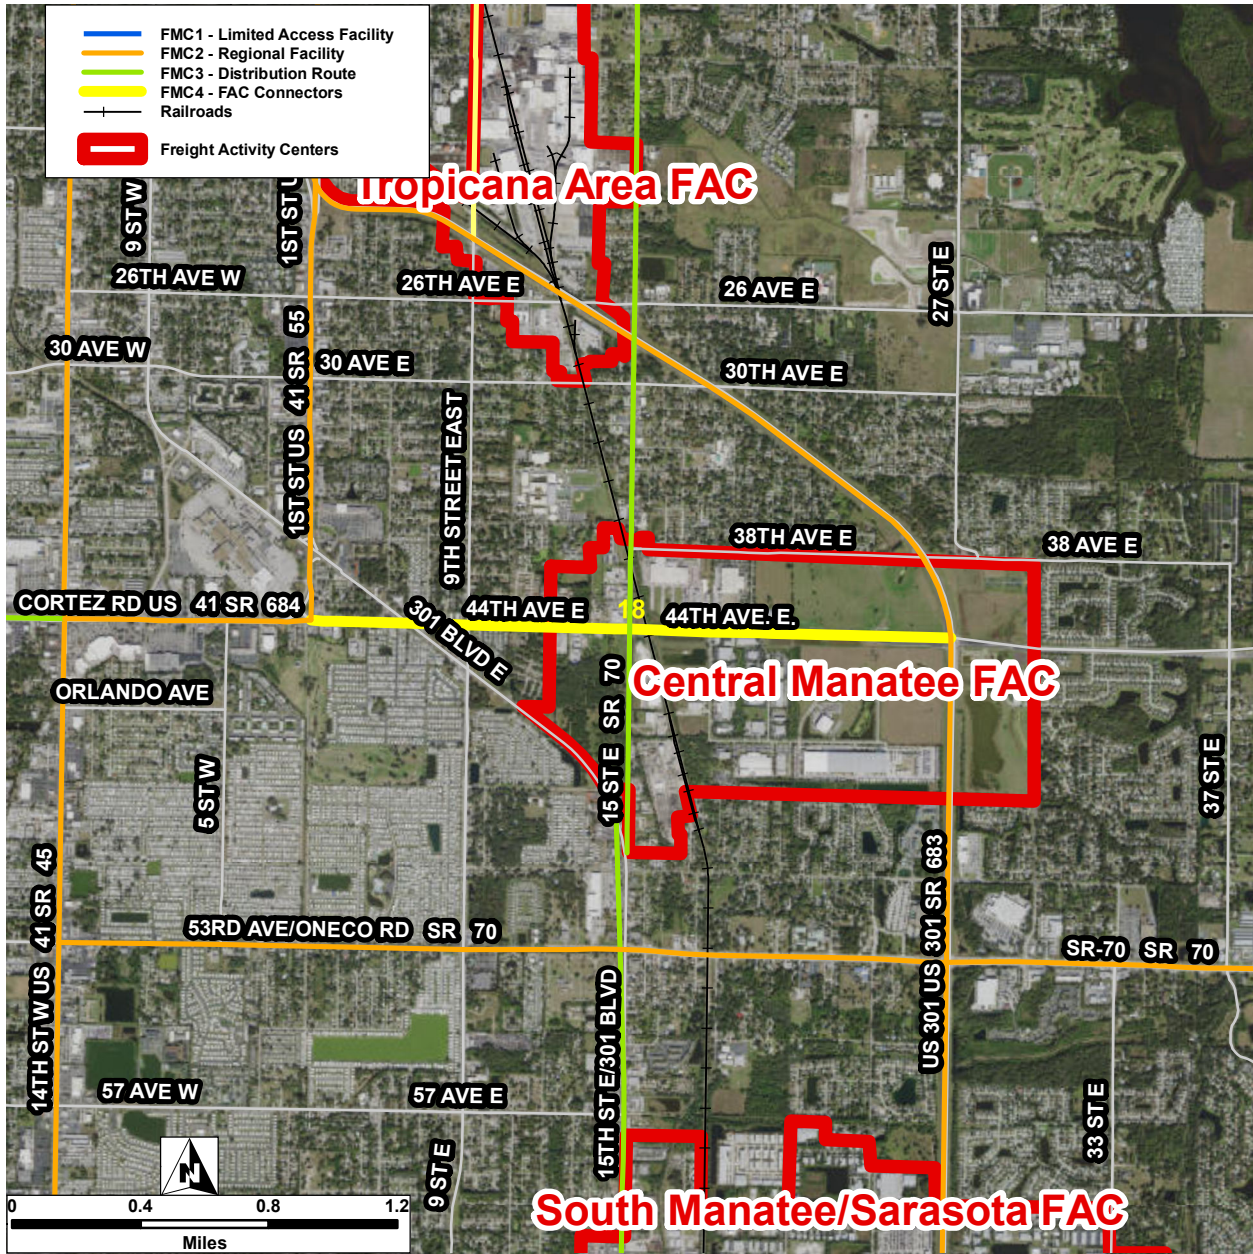 FMC1 - Limited Access Facility
FMC2 - Regional Facility
FMC3 - Distribution Route
FMC4 - FAC Connectors
Railroads
Freight Activity Centers
Tropicana Area FAC
9 ST W
1ST ST U
26TH AVE W
26TH AVE E
26 AVE E
27 ST E
30 AVE W
30 AVE E
30TH AVE E
1ST ST US 41 SR 55
9TH STREET EAST
38TH AVE E
38 AVE E
CORTEZ RD US 41 SR 684
44TH AVE E
18
44TH AVE. E.
301 BLVD E
Central Manatee FAC
ORLANDO AVE
5 ST W
15 ST E SR 70
37 ST E
14TH ST W US 41 SR 45
53RD AVE/ONECO RD SR 70
SR-70 SR 70
US 301 US 301 SR 683
15TH ST E/301 BLVD
57 AVE W
57 AVE E
33 ST E
9 ST E
N
South Manatee/Sarasota FAC
0 0.4 0.8 1.2
Miles